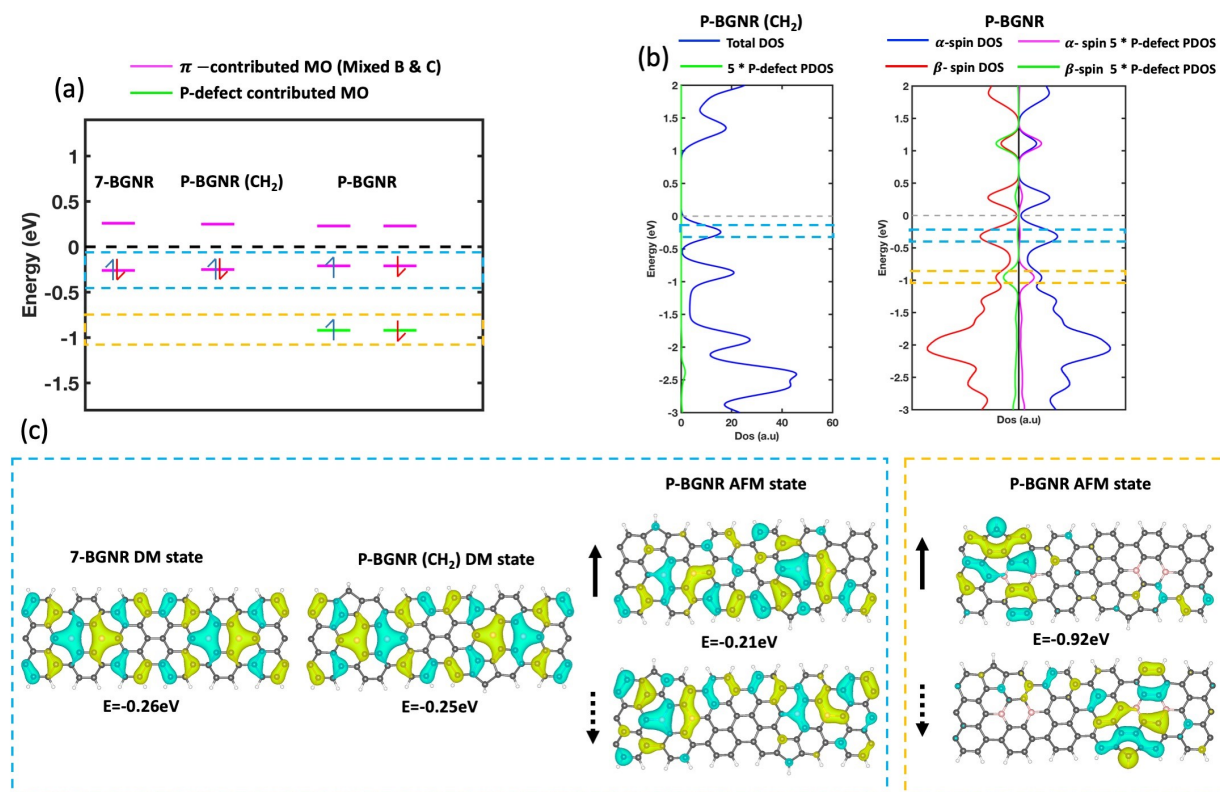 π −contributed MO (Mixed B & C)
P-defect contributed MO
(a)
7-BGNR
P-BGNR (CH₂)
P-BGNR
Energy (eV)
1
0.5
0
-0.5
-1
-1.5
(b)
P-BGNR (CH₂)
Total DOS
5 * P-defect PDOS
Energy (eV)
2
1.5
1
0.5
0
-0.5
-1
-1.5
-2
-2.5
-3
0
20
40
60
Dos (a.u)
P-BGNR
α-spin DOS
α- spin 5 * P-defect PDOS
β- spin DOS
β-spin 5 * P-defect PDOS
Energy (eV)
2
1.5
1
0.5
0
-0.5
-1
-1.5
-2
-2.5
-3
Dos (a.u)
(c)
7-BGNR DM state
E=-0.26eV
P-BGNR (CH₂) DM state
E=-0.25eV
P-BGNR AFM state
E=-0.21eV
P-BGNR AFM state
E=-0.92eV